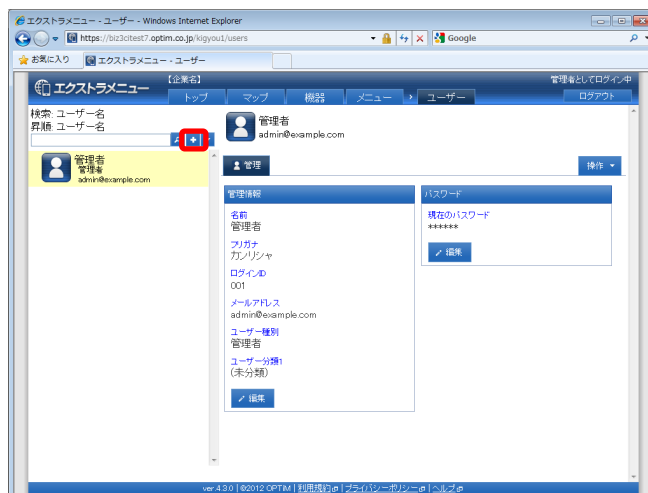 エクストラメニュー - ユーザー - Windows Internet Explorer
https://biz3citest7.optim.co.jp/kigyou1/users
Google
お気に入り
エクストラメニュー - ユーザー
エクストラメニュー
【企業名】
管理者としてログイン中
トップ
マップ
機器
メニュー
ユーザー
ログアウト
検索: ユーザー名
昇順: ユーザー名
管理者
管理者
admin@example.com
管理者
admin@example.com
管理
操作
管理情報
名前
管理者
フリガナ
カンリシャ
ログインID
001
メールアドレス
admin@example.com
ユーザー種別
管理者
ユーザー分類1
(未分類)
編集
パスワード
現在のパスワード
******
編集
ver.4.3.0 | ©2012 OPTiM | 利用規約 | プライバシーポリシー | ヘルプ